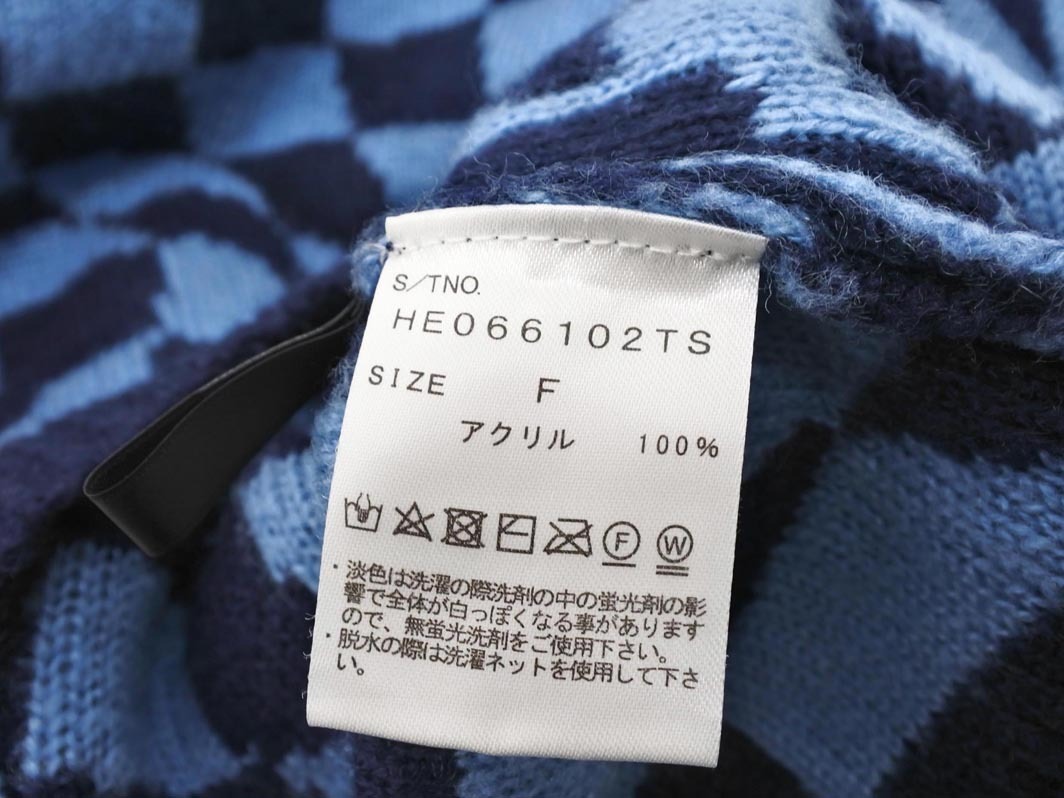 S/TNO.
HE066102TS
SIZE F
アクリル 100%
F W
・淡色は洗濯の際洗剤の中の蛍光剤の影
響で全体が白っぽくなる事があります
ので、無蛍光洗剤をご使用下さい。
・脱水の際は洗濯ネットを使用して下さ
い。